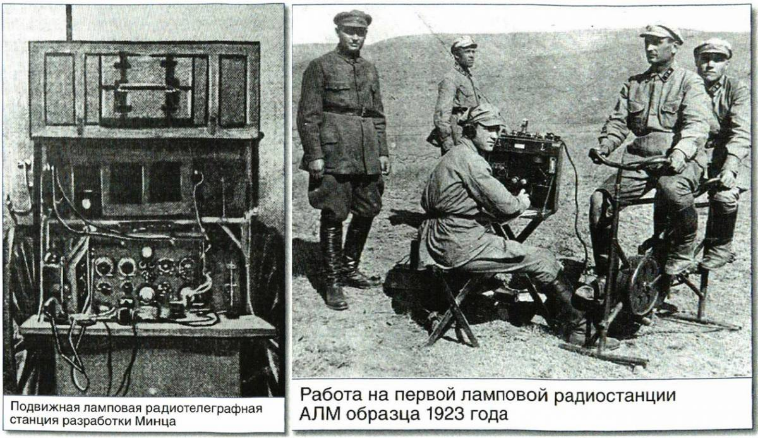 Подвижная ламповая радиотелеграфная
станция разработки Минца
Работа на первой ламповой радиостанции
АЛМ образца 1923 года